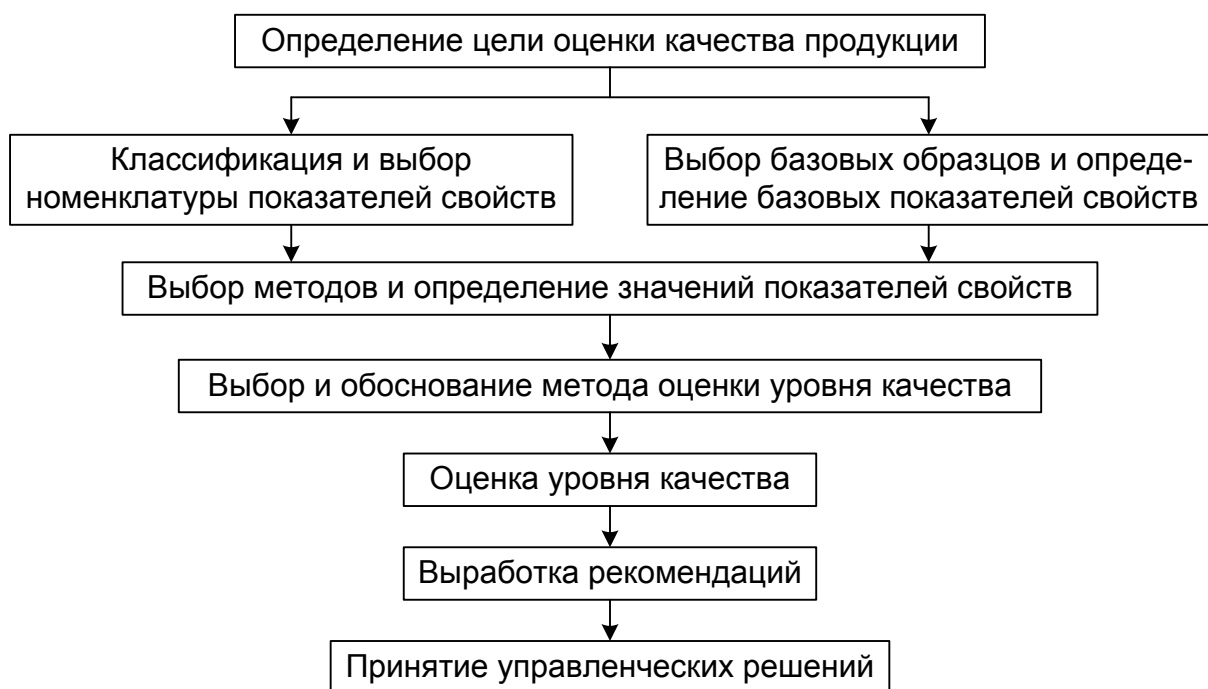 Определение цели оценки качества продукции
Классификация и выбор
номенклатуры показателей свойств
Выбор базовых образцов и опреде-
ление базовых показателей свойств
Выбор методов и определение значений показателей свойств
Выбор и обоснование метода оценки уровня качества
Оценка уровня качества
Выработка рекомендаций
Принятие управленческих решений